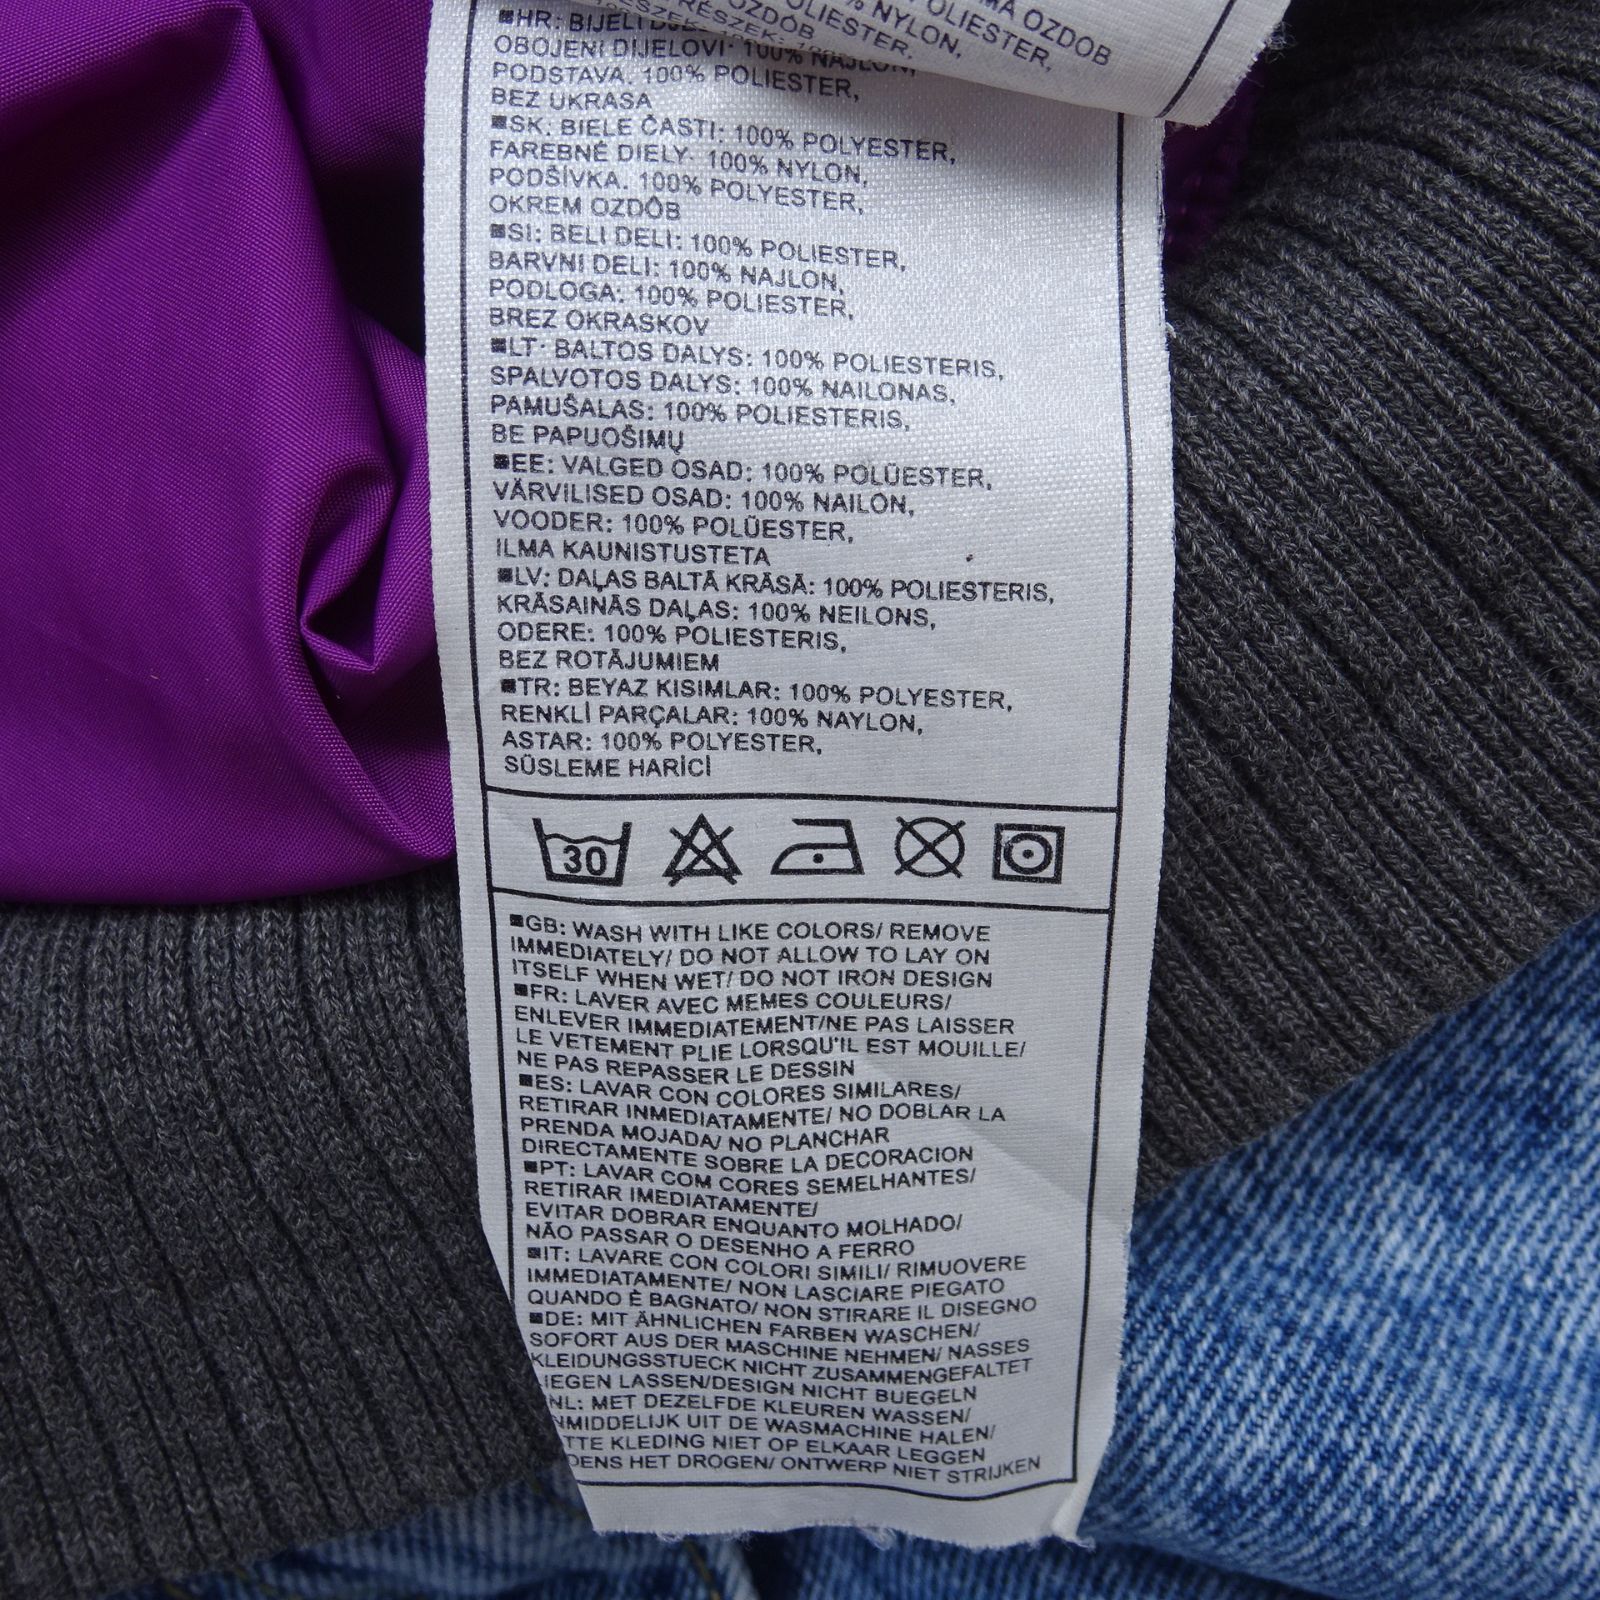 MA OZDOB
POLIESTER,
% NYLON,
OZDÓB
OLIESTER,
■HR: BIJELI
OBOJENI DIJELOVI: 100% NAJLON,
PODSTAVA. 100% POLIESTER,
BEZ UKRASA
■SK. BIELE ČASTI: 100% POLYESTER,
FAREBNÉ DIELY: 100% NYLON,
PODŠÍVKA. 100% POLYESTER,
OKREM OZDÔB
■SI: BELI DELI: 100% POLIESTER,
BARVNI DELI: 100% NAJLON,
PODLOGA: 100% POLIESTER,
BREZ OKRASKOV
■LT: BALTOS DALYS: 100% POLIESTERIS,
SPALVOTOS DALYS: 100% NAILONAS,
PAMUŠALAS: 100% POLIESTERIS,
BE PAPUOŠIMŲ
■EE: VALGED OSAD: 100% POLÜESTER,
VÄRVILISED OSAD: 100% NAILON,
VOODER: 100% POLÜESTER,
ILMA KAUNISTUSTETA
■LV: DAĻAS BALTĀ KRĀSĀ: 100% POLIESTERIS,
KRĀSAINĀS DAĻAS: 100% NEILONS,
ODERE: 100% POLIESTERIS,
BEZ ROTĀJUMIEM
■TR: BEYAZ KISIMLAR: 100% POLYESTER,
RENKLİ PARÇALAR: 100% NAYLON,
ASTAR: 100% POLYESTER,
SÜSLEME HARİCİ
30
■GB: WASH WITH LIKE COLORS/ REMOVE
IMMEDIATELY/ DO NOT ALLOW TO LAY ON
ITSELF WHEN WET/ DO NOT IRON DESIGN
■FR: LAVER AVEC MEMES COULEURS/
ENLEVER IMMEDIATEMENT/NE PAS LAISSER
LE VETEMENT PLIE LORSQU'IL EST MOUILLE/
NE PAS REPASSER LE DESSIN
■ES: LAVAR CON COLORES SIMILARES/
RETIRAR INMEDIATAMENTE/ NO DOBLAR LA
PRENDA MOJADA/ NO PLANCHAR
DIRECTAMENTE SOBRE LA DECORACION
■PT: LAVAR COM CORES SEMELHANTES/
RETIRAR IMEDIATAMENTE/
EVITAR DOBRAR ENQUANTO MOLHADO/
NÃO PASSAR O DESENHO A FERRO
■IT: LAVARE CON COLORI SIMILI/ RIMUOVERE
IMMEDIATAMENTE/ NON LASCIARE PIEGATO
QUANDO È BAGNATO/ NON STIRARE IL DISEGNO
■DE: MIT ÄHNLICHEN FARBEN WASCHEN/
SOFORT AUS DER MASCHINE NEHMEN/ NASSES
KLEIDUNGSSTUECK NICHT ZUSAMMENGEFALTET
IEGEN LASSEN/DESIGN NICHT BUEGELN
NL: MET DEZELFDE KLEUREN WASSEN/
NMIDDELIJK UIT DE WASMACHINE HALEN/
TTE KLEDING NIET OP ELKAAR LEGGEN
DENS HET DROGEN/ ONTWERP NIET STRIJKEN